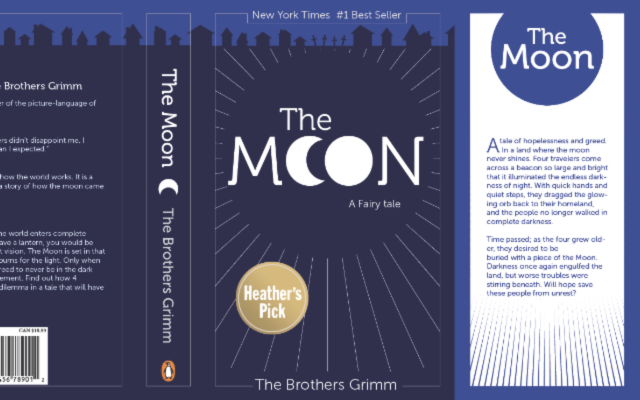 Brothers Grimm
er of the picture-language of
ers didn't disappoint me. I
an I expected."
how the world works. It is a
a story of how the moon came
he world enters complete
ave a lantern, you would be
t vision. The Moon is set in that
ourns for the light. Only when
reed to never be in the dark
ement. Find out how 4
dilemma in a tale that will have
CAN $18.99
The Moon
The Brothers Grimm
New York Times #1 Best Seller
The
MOON
A Fairy tale
Heather's
Pick
The Brothers Grimm
The
Moon
A tale of hopelessness and greed.
In a land where the moon
never shines. Four travelers come
across a beacon so large and bright
that it illuminated the endless dark-
ness of night. With quick hands and
quiet steps, they dragged the glow-
ing orb back to their homeland,
and the people no longer walked in
complete darkness.
Time passed; as the four grew old-
er, they desired to be
buried with a piece of the Moon.
Darkness once again engulfed the
land, but worse troubles were
stirring beneath. Will hope save
these people from unrest?